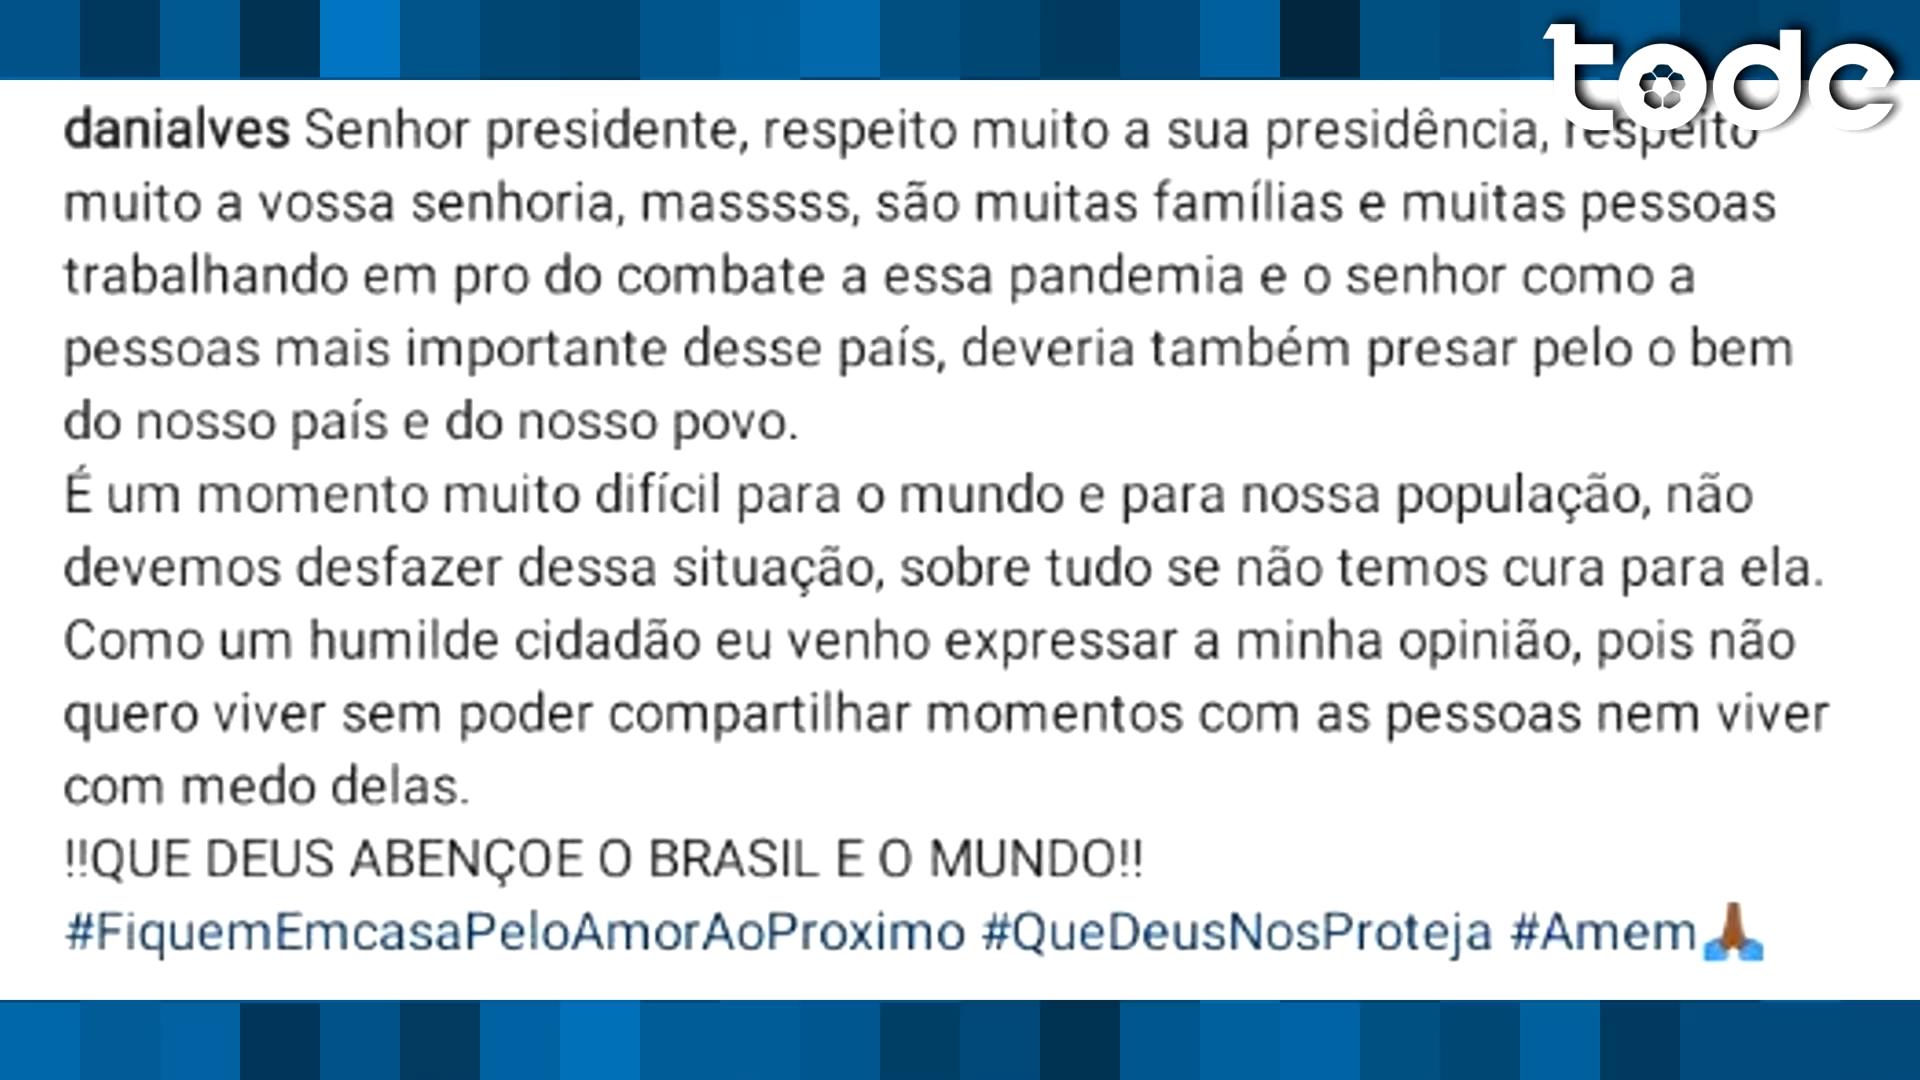 tode
danialves Senhor presidente, respeito muito a sua presidência, respeito
muito a vossa senhoria, masssss, são muitas famílias e muitas pessoas
trabalhando em pro do combate a essa pandemia e o senhor como a
pessoas mais importante desse país, deveria também presar pelo o bem
do nosso país e do nosso povo.
É um momento muito difícil para o mundo e para nossa população, não
devemos desfazer dessa situação, sobre tudo se não temos cura para ela.
Como um humilde cidadão eu venho expressar a minha opinião, pois não
quero viver sem poder compartilhar momentos com as pessoas nem viver
com medo delas.
!!QUE DEUS ABENÇOE O BRASIL E O MUNDO!!
#FiquemEmcasaPeloAmorAoProximo #QueDeusNosProteja #Amem🙏🏾